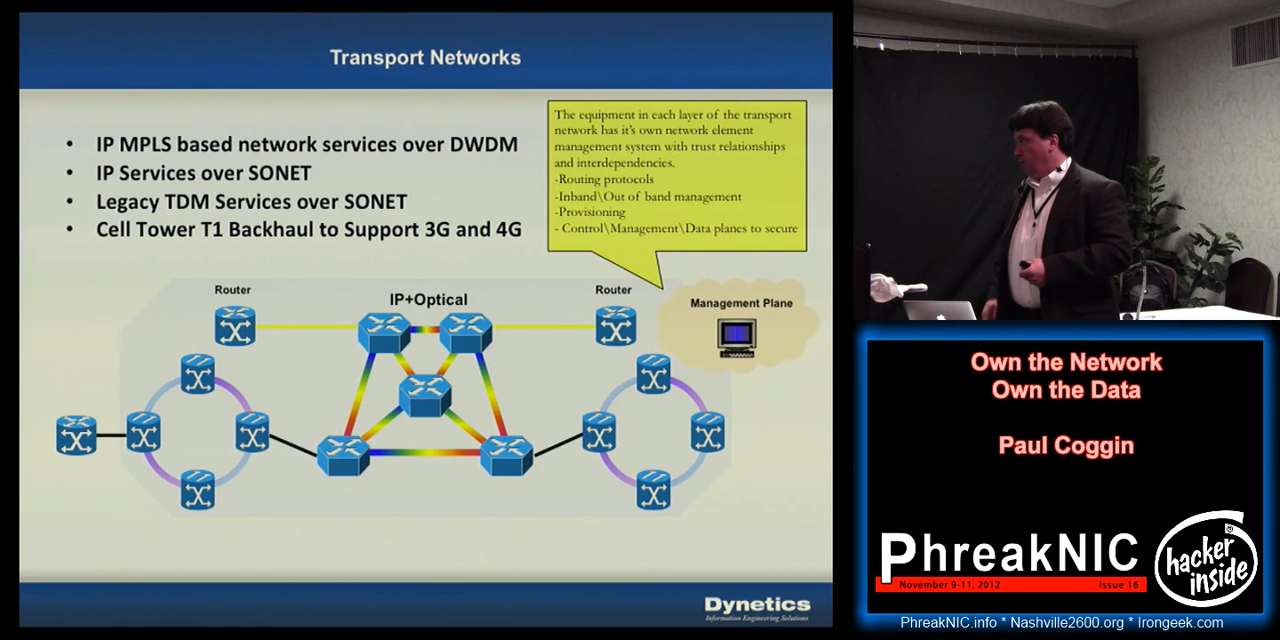 Transport Networks
• IP MPLS based network services over DWDM
• IP Services over SONET
• Legacy TDM Services over SONET
• Cell Tower T1 Backhaul to Support 3G and 4G
The equipment in each layer of the transport
network has it's own network element
management system with trust relationships
and interdependencies.
-Routing protocols
-Inband\Out of band management
-Provisioning
- Control\Management\Data planes to secure
Router
IP+Optical
Router
Management Plane
Dynetics
Information Engineering Solutions
Own the Network
Own the Data
Paul Coggin
PhreakNIC
November 9-11, 2012 Issue 16
hacker
inside
PhreakNIC.info * Nashville2600.org * Irongeek.com